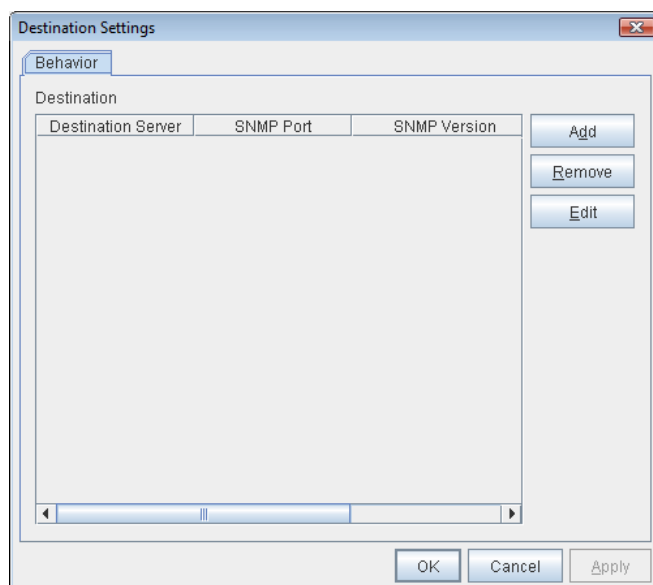 Destination Settings
Behavior
Destination
Destination Server SNMP Port SNMP Version
Add
Remove
Edit
OK Cancel Apply